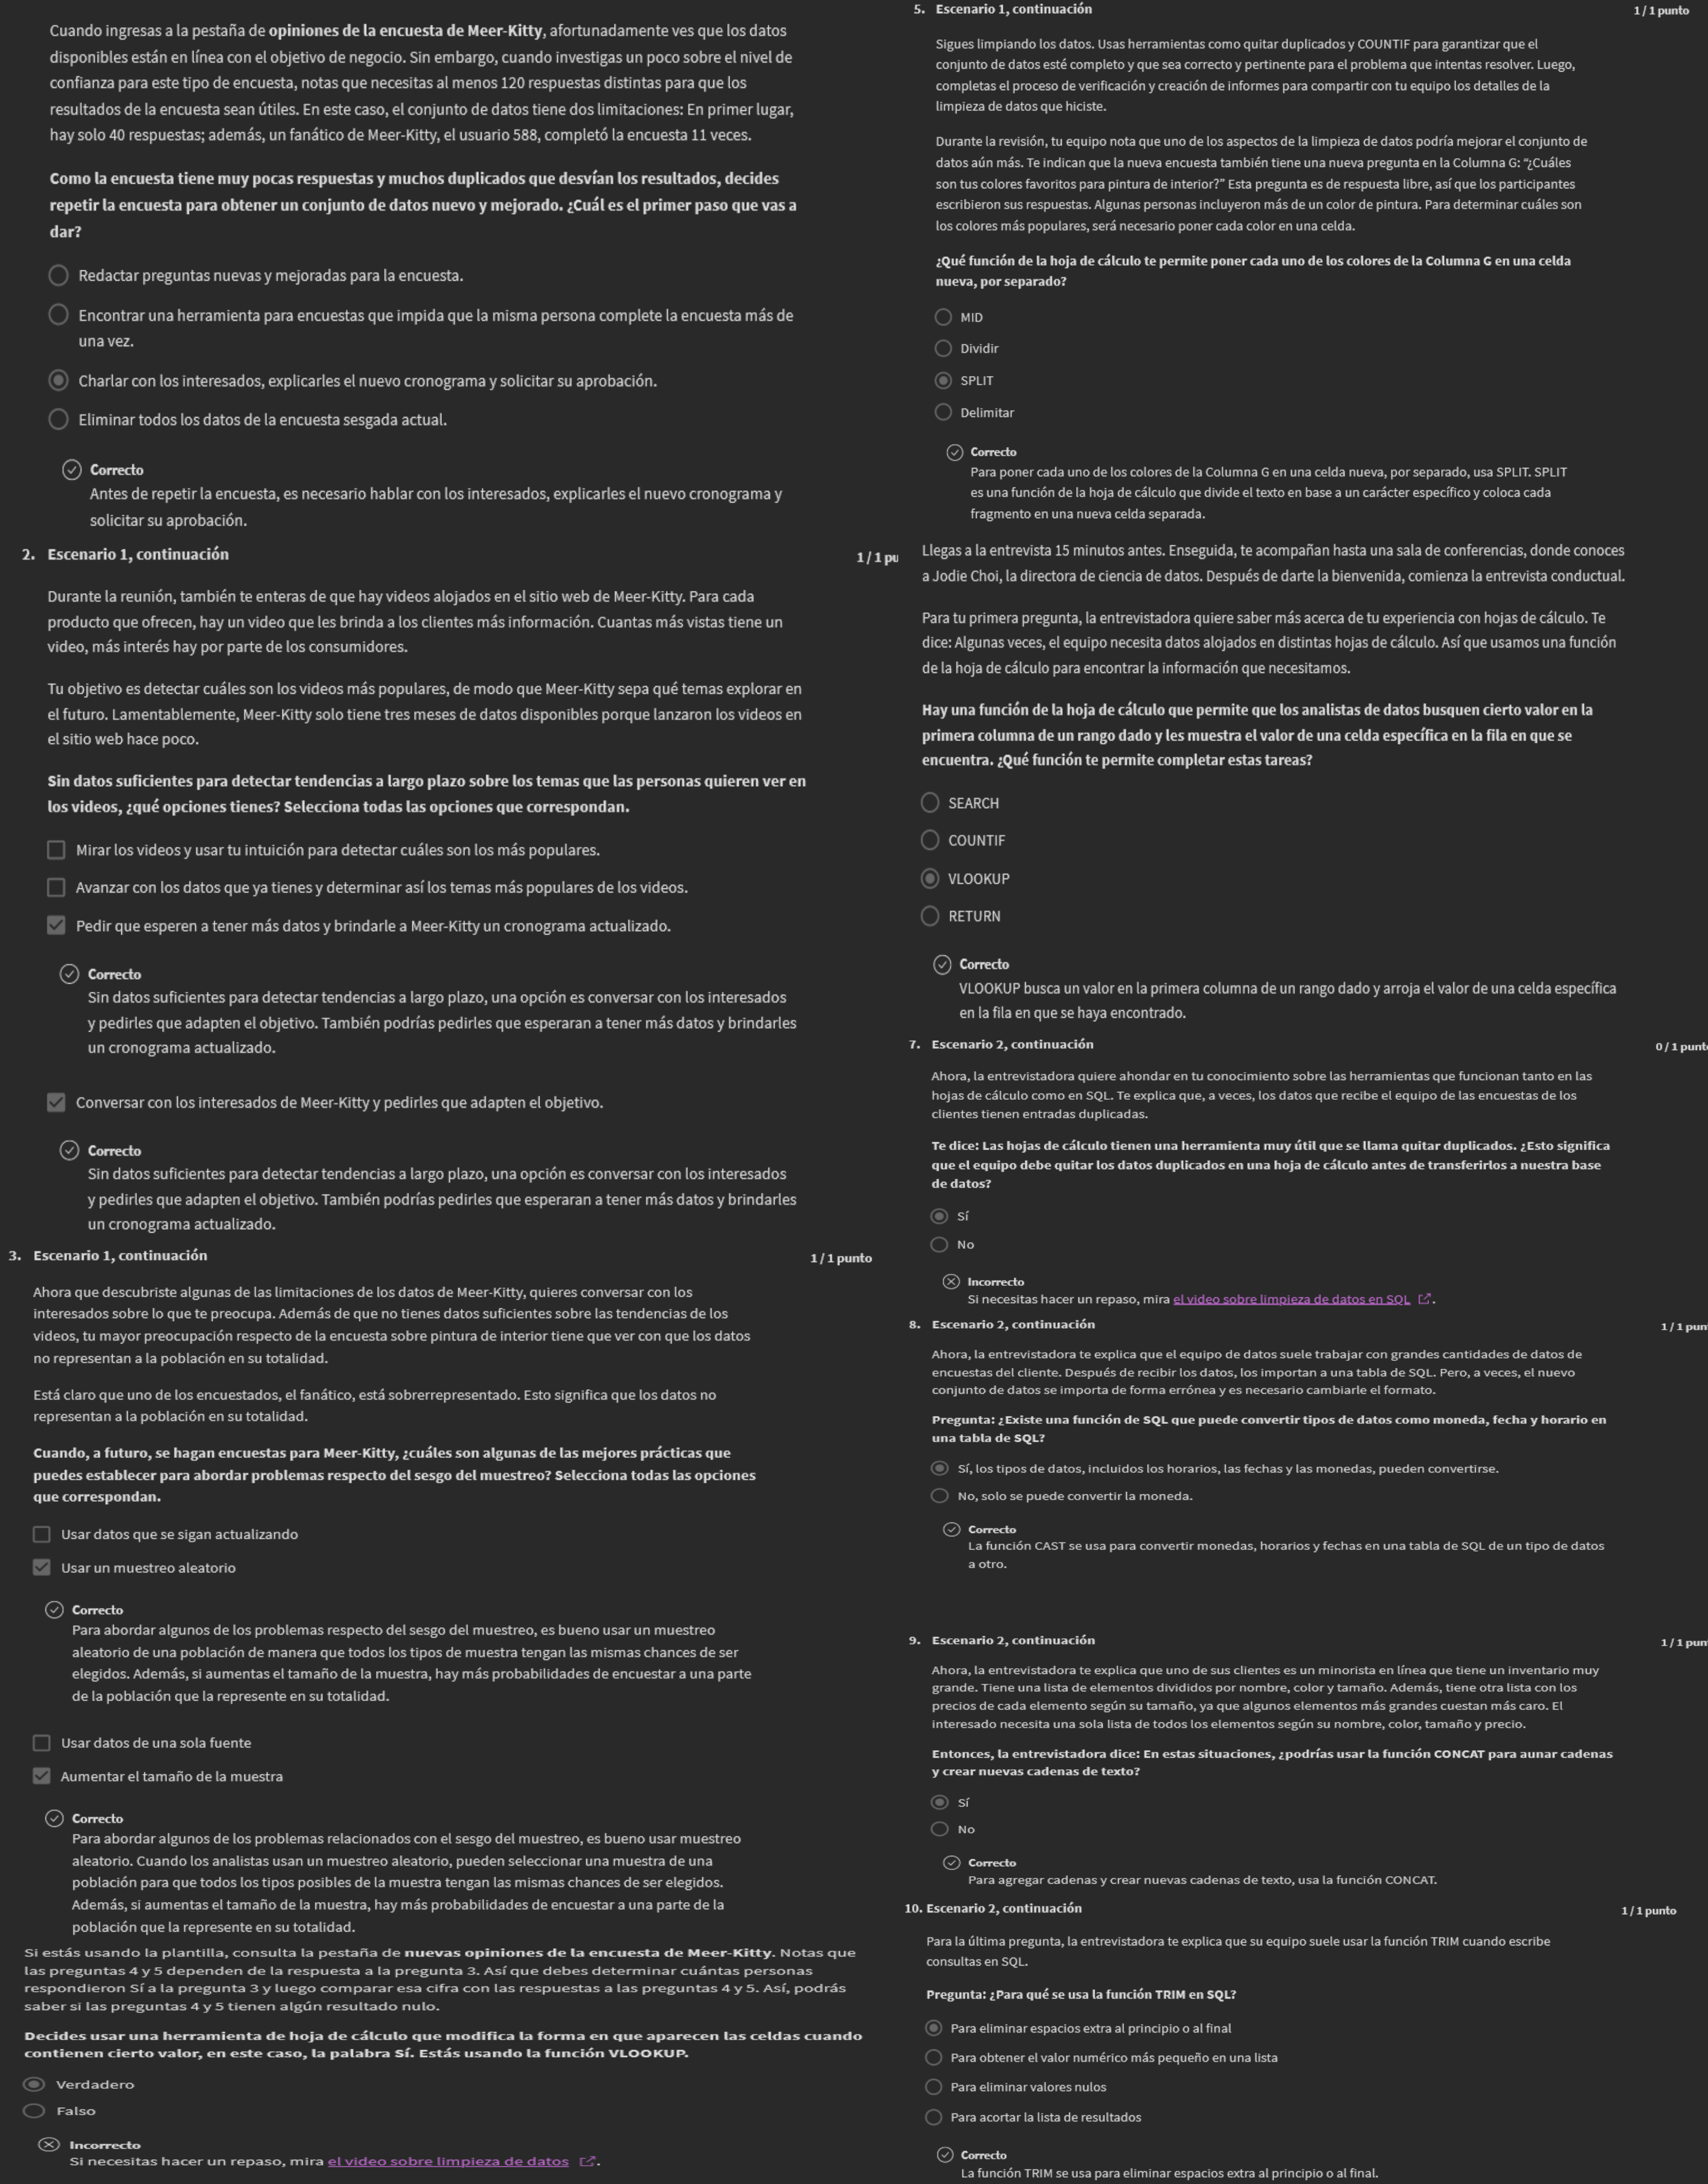 Cuando ingresas a la pestaña de opiniones de la encuesta de Meer-Kitty, afortunadamente ves que los datos
disponibles están en línea con el objetivo de negocio. Sin embargo, cuando investigas un poco sobre el nivel de
confianza para este tipo de encuesta, notas que necesitas al menos 120 respuestas distintas para que los
resultados de la encuesta sean útiles. En este caso, el conjunto de datos tiene dos limitaciones: En primer lugar,
hay solo 40 respuestas; además, un fanático de Meer-Kitty, el usuario 588, completó la encuesta 11 veces.
Como la encuesta tiene muy pocas respuestas y muchos duplicados que desvían los resultados, decides
repetir la encuesta para obtener un conjunto de datos nuevo y mejorado. ¿Cuál es el primer paso que vas a
dar?
Redactar preguntas nuevas y mejoradas para la encuesta.
Encontrar una herramienta para encuestas que impida que la misma persona complete la encuesta más de
una vez.
Charlar con los interesados, explicarles el nuevo cronograma y solicitar su aprobación.
Eliminar todos los datos de la encuesta sesgada actual.
Correcto
Antes de repetir la encuesta, es necesario hablar con los interesados, explicarles el nuevo cronograma y
solicitar su aprobación.
2. Escenario 1, continuación
1 / 1 pu
Durante la reunión, también te enteras de que hay videos alojados en el sitio web de Meer-Kitty. Para cada
producto que ofrecen, hay un video que les brinda a los clientes más información. Cuantas más vistas tiene un
video, más interés hay por parte de los consumidores.
Tu objetivo es detectar cuáles son los videos más populares, de modo que Meer-Kitty sepa qué temas explorar en
el futuro. Lamentablemente, Meer-Kitty solo tiene tres meses de datos disponibles porque lanzaron los videos en
el sitio web hace poco.
Sin datos suficientes para detectar tendencias a largo plazo sobre los temas que las personas quieren ver en
los videos, ¿qué opciones tienes? Selecciona todas las opciones que correspondan.
Mirar los videos y usar tu intuición para detectar cuáles son los más populares.
Avanzar con los datos que ya tienes y determinar así los temas más populares de los videos.
Pedir que esperen a tener más datos y brindarle a Meer-Kitty un cronograma actualizado.
Correcto
Sin datos suficientes para detectar tendencias a largo plazo, una opción es conversar con los interesados
y pedirles que adapten el objetivo. También podrías pedirles que esperaran a tener más datos y brindarles
un cronograma actualizado.
Conversar con los interesados de Meer-Kitty y pedirles que adapten el objetivo.
Correcto
Sin datos suficientes para detectar tendencias a largo plazo, una opción es conversar con los interesados
y pedirles que adapten el objetivo. También podrías pedirles que esperaran a tener más datos y brindarles
un cronograma actualizado.
3. Escenario 1, continuación
1 / 1 punto
Ahora que descubriste algunas de las limitaciones de los datos de Meer-Kitty, quieres conversar con los
interesados sobre lo que te preocupa. Además de que no tienes datos suficientes sobre las tendencias de los
videos, tu mayor preocupación respecto de la encuesta sobre pintura de interior tiene que ver con que los datos
no representan a la población en su totalidad.
Está claro que uno de los encuestados, el fanático, está sobrerrepresentado. Esto significa que los datos no
representan a la población en su totalidad.
Cuando, a futuro, se hagan encuestas para Meer-Kitty, ¿cuáles son algunas de las mejores prácticas que
puedes establecer para abordar problemas respecto del sesgo del muestreo? Selecciona todas las opciones
que correspondan.
Usar datos que se sigan actualizando
Usar un muestreo aleatorio
Correcto
Para abordar algunos de los problemas respecto del sesgo del muestreo, es bueno usar un muestreo
aleatorio de una población de manera que todos los tipos de muestra tengan las mismas chances de ser
elegidos. Además, si aumentas el tamaño de la muestra, hay más probabilidades de encuestar a una parte
de la población que la represente en su totalidad.
Usar datos de una sola fuente
Aumentar el tamaño de la muestra
Correcto
Para abordar algunos de los problemas relacionados con el sesgo del muestreo, es bueno usar muestreo
aleatorio. Cuando los analistas usan un muestreo aleatorio, pueden seleccionar una muestra de una
población para que todos los tipos posibles de la muestra tengan las mismas chances de ser elegidos.
Además, si aumentas el tamaño de la muestra, hay más probabilidades de encuestar a una parte de la
población que la represente en su totalidad.
Si estás usando la plantilla, consulta la pestaña de nuevas opiniones de la encuesta de Meer-Kitty. Notas que
las preguntas 4 y 5 dependen de la respuesta a la pregunta 3. Así que debes determinar cuántas personas
respondieron Sí a la pregunta 3 y luego comparar esa cifra con las respuestas a las preguntas 4 y 5. Así, podrás
saber si las preguntas 4 y 5 tienen algún resultado nulo.
Decides usar una herramienta de hoja de cálculo que modifica la forma en que aparecen las celdas cuando
contienen cierto valor, en este caso, la palabra Sí. Estás usando la función VLOOKUP.
Verdadero
Falso
Incorrecto
Si necesitas hacer un repaso, mira el video sobre limpieza de datos.
5. Escenario 1, continuación
1 / 1 punto
Sigues limpiando los datos. Usas herramientas como quitar duplicados y COUNTIF para garantizar que el
conjunto de datos esté completo y que sea correcto y pertinente para el problema que intentas resolver. Luego,
completas el proceso de verificación y creación de informes para compartir con tu equipo los detalles de la
limpieza de datos que hiciste.
Durante la revisión, tu equipo nota que uno de los aspectos de la limpieza de datos podría mejorar el conjunto de
datos aún más. Te indican que la nueva encuesta también tiene una nueva pregunta en la Columna G: “¿Cuáles
son tus colores favoritos para pintura de interior?” Esta pregunta es de respuesta libre, así que los participantes
escribieron sus respuestas. Algunas personas incluyeron más de un color de pintura. Para determinar cuáles son
los colores más populares, será necesario poner cada color en una celda.
¿Qué función de la hoja de cálculo te permite poner cada uno de los colores de la Columna G en una celda
nueva, por separado?
MID
Dividir
SPLIT
Delimitar
Correcto
Para poner cada uno de los colores de la Columna G en una celda nueva, por separado, usa SPLIT. SPLIT
es una función de la hoja de cálculo que divide el texto en base a un carácter específico y coloca cada
fragmento en una nueva celda separada.
Llegas a la entrevista 15 minutos antes. Enseguida, te acompañan hasta una sala de conferencias, donde conoces
a Jodie Choi, la directora de ciencia de datos. Después de darte la bienvenida, comienza la entrevista conductual.
Para tu primera pregunta, la entrevistadora quiere saber más acerca de tu experiencia con hojas de cálculo. Te
dice: Algunas veces, el equipo necesita datos alojados en distintas hojas de cálculo. Así que usamos una función
de la hoja de cálculo para encontrar la información que necesitamos.
Hay una función de la hoja de cálculo que permite que los analistas de datos busquen cierto valor en la
primera columna de un rango dado y les muestra el valor de una celda específica en la fila en que se
encuentra. ¿Qué función te permite completar estas tareas?
SEARCH
COUNTIF
VLOOKUP
RETURN
Correcto
VLOOKUP busca un valor en la primera columna de un rango dado y arroja el valor de una celda específica
en la fila en que se haya encontrado.
7. Escenario 2, continuación
0 / 1 punto
Ahora, la entrevistadora quiere ahondar en tu conocimiento sobre las herramientas que funcionan tanto en las
hojas de cálculo como en SQL. Te explica que, a veces, los datos que recibe el equipo de las encuestas de los
clientes tienen entradas duplicadas.
Te dice: Las hojas de cálculo tienen una herramienta muy útil que se llama quitar duplicados. ¿Esto significa
que el equipo debe quitar los datos duplicados en una hoja de cálculo antes de transferirlos a nuestra base
de datos?
Sí
No
Incorrecto
Si necesitas hacer un repaso, mira el video sobre limpieza de datos en SQL.
8. Escenario 2, continuación
1 / 1 pun
Ahora, la entrevistadora te explica que el equipo de datos suele trabajar con grandes cantidades de datos de
encuestas del cliente. Después de recibir los datos, los importan a una tabla de SQL. Pero, a veces, el nuevo
conjunto de datos se importa de forma errónea y es necesario cambiarle el formato.
Pregunta: ¿Existe una función de SQL que puede convertir tipos de datos como moneda, fecha y horario en
una tabla de SQL?
Sí, los tipos de datos, incluidos los horarios, las fechas y las monedas, pueden convertirse.
No, solo se puede convertir la moneda.
Correcto
La función CAST se usa para convertir monedas, horarios y fechas en una tabla de SQL de un tipo de datos
a otro.
9. Escenario 2, continuación
1 / 1 pun
Ahora, la entrevistadora te explica que uno de sus clientes es un minorista en línea que tiene un inventario muy
grande. Tiene una lista de elementos divididos por nombre, color y tamaño. Además, tiene otra lista con los
precios de cada elemento según su tamaño, ya que algunos elementos más grandes cuestan más caro. El
interesado necesita una sola lista de todos los elementos según su nombre, color, tamaño y precio.
Entonces, la entrevistadora dice: En estas situaciones, ¿podrías usar la función CONCAT para aunar cadenas
y crear nuevas cadenas de texto?
Sí
No
Correcto
Para agregar cadenas y crear nuevas cadenas de texto, usa la función CONCAT.
10. Escenario 2, continuación
1 / 1 punto
Para la última pregunta, la entrevistadora te explica que su equipo suele usar la función TRIM cuando escribe
consultas en SQL.
Pregunta: ¿Para qué se usa la función TRIM en SQL?
Para eliminar espacios extra al principio o al final
Para obtener el valor numérico más pequeño en una lista
Para eliminar valores nulos
Para acortar la lista de resultados
Correcto
La función TRIM se usa para eliminar espacios extra al principio o al final.